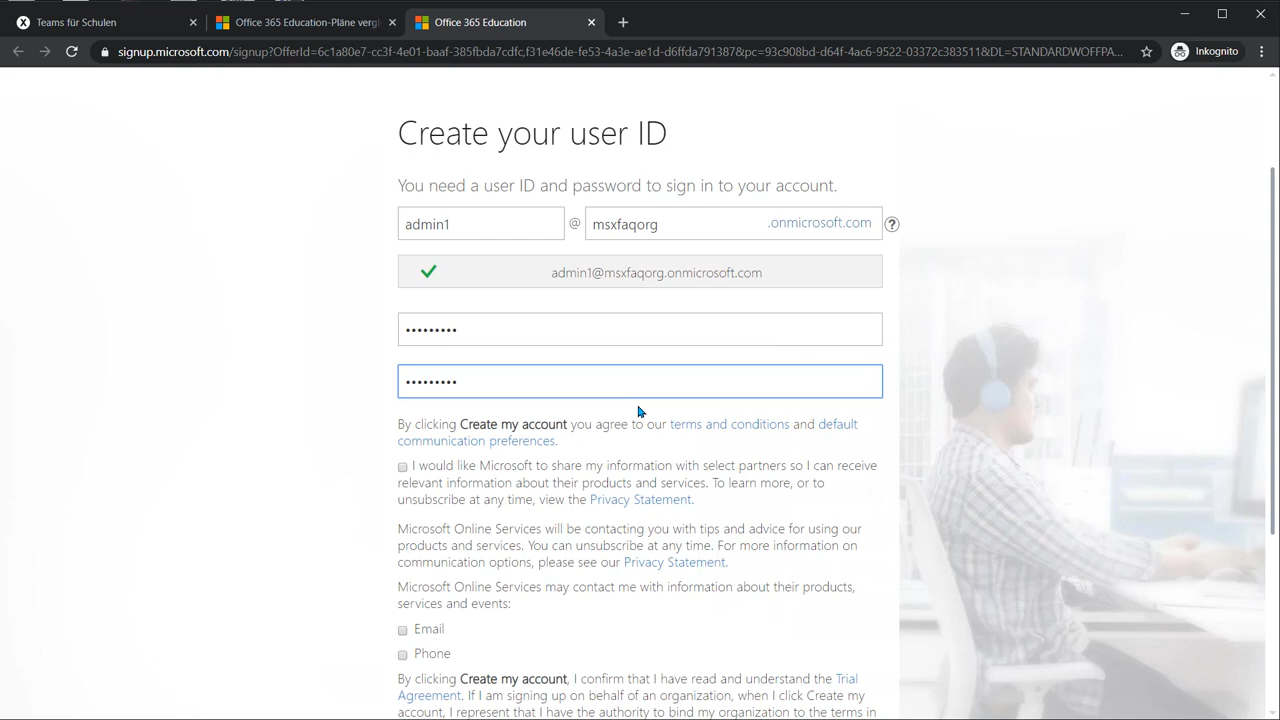 Teams für Schulen
Office 365 Education-Pläne vergl
Office 365 Education
signup.microsoft.com/signup?OfferId=6c1a80e7-cc3f-4e01-baaf-385fbda7cdfc,f31e46de-fe53-4a3e-ae1d-d6ffda791387&pc=93c908bd-d64f-4ac6-9522-03372c383511&DL=STANDARDWOFFPA...
Inkognito
Create your user ID
You need a user ID and password to sign in to your account.
admin1 @ msxfaqorg .onmicrosoft.com ?
admin1@msxfaqorg.onmicrosoft.com
•••••••••
•••••••••
By clicking Create my account you agree to our terms and conditions and default
communication preferences.
I would like Microsoft to share my information with select partners so I can receive
relevant information about their products and services. To learn more, or to
unsubscribe at any time, view the Privacy Statement.
Microsoft Online Services will be contacting you with tips and advice for using our
products and services. You can unsubscribe at any time. For more information on
communication options, please see our Privacy Statement.
Microsoft Online Services may contact me with information about their products,
services and events:
Email
Phone
By clicking Create my account, I confirm that I have read and understand the Trial
Agreement. If I am signing up on behalf of an organization, when I click Create my
account, I represent that I have the authority to bind my organization to the terms in